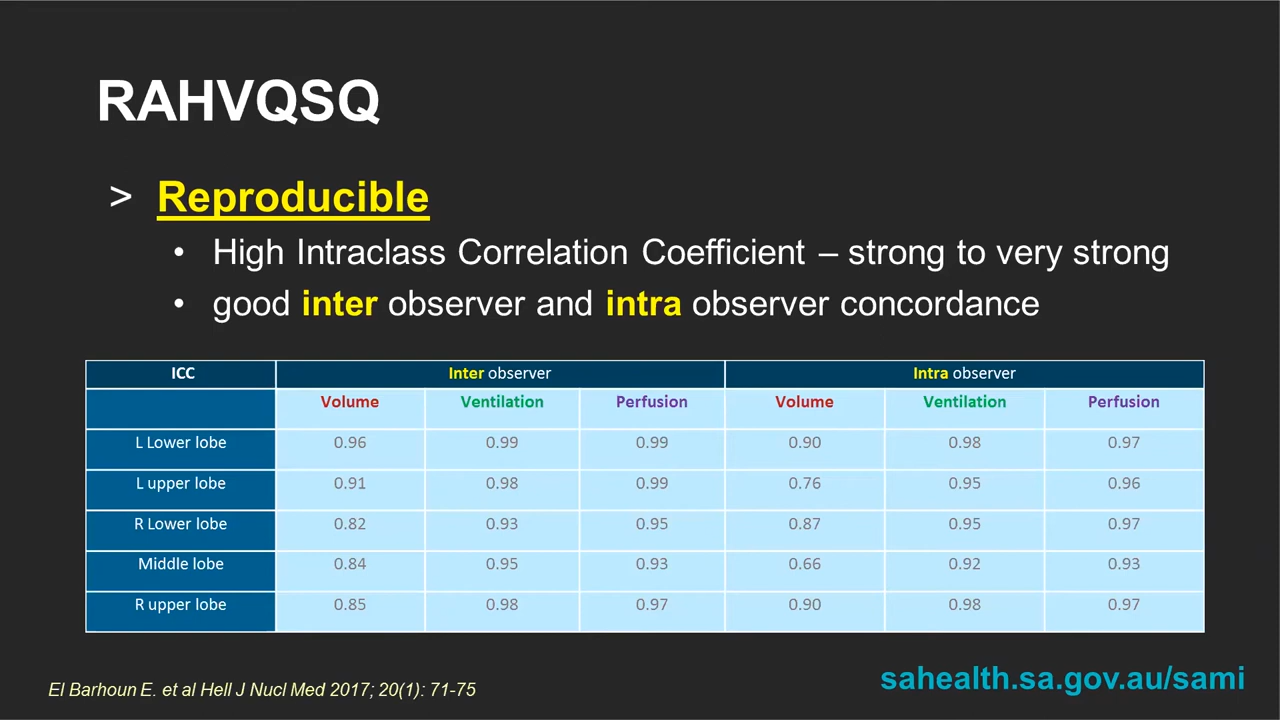 RAHVQSQ
> Reproducible
• High Intraclass Correlation Coefficient – strong to very strong
• good inter observer and intra observer concordance
ICC Inter observer Intra observer
Volume Ventilation Perfusion Volume Ventilation Perfusion
L Lower lobe 0.96 0.99 0.99 0.90 0.98 0.97
L upper lobe 0.91 0.98 0.99 0.76 0.95 0.96
R Lower lobe 0.82 0.93 0.95 0.87 0.95 0.97
Middle lobe 0.84 0.95 0.93 0.66 0.92 0.93
R upper lobe 0.85 0.98 0.97 0.90 0.98 0.97
El Barhoun E. et al Hell J Nucl Med 2017; 20(1): 71-75
sahealth.sa.gov.au/sami